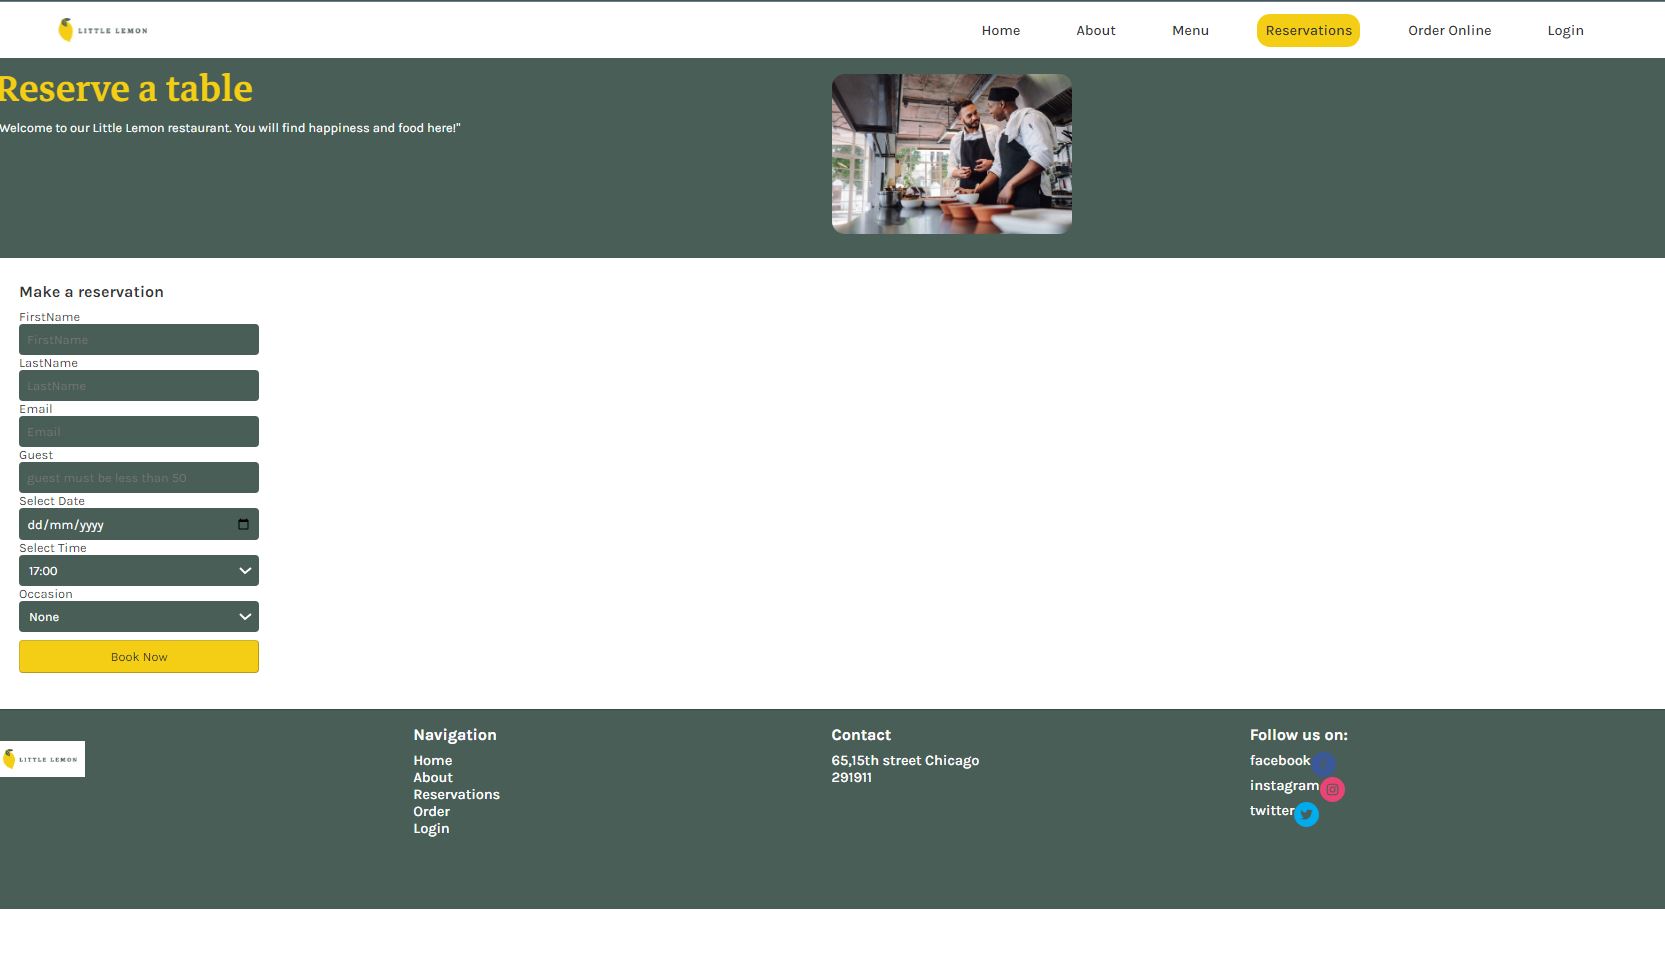 LITTLE LEMON
Home About Menu Reservations Order Online Login
Reserve a table
Welcome to our Little Lemon restaurant. You will find happiness and food here!"
Make a reservation
FirstName
FirstName
LastName
LastName
Email
Email
Guest
guest must be less than 50
Select Date
dd/mm/yyyy
Select Time
17:00
Occasion
None
Book Now
LITTLE LEMON
Navigation
Home
About
Reservations
Order
Login
Contact
65,15th street Chicago
291911
Follow us on:
facebook
instagram
twitter